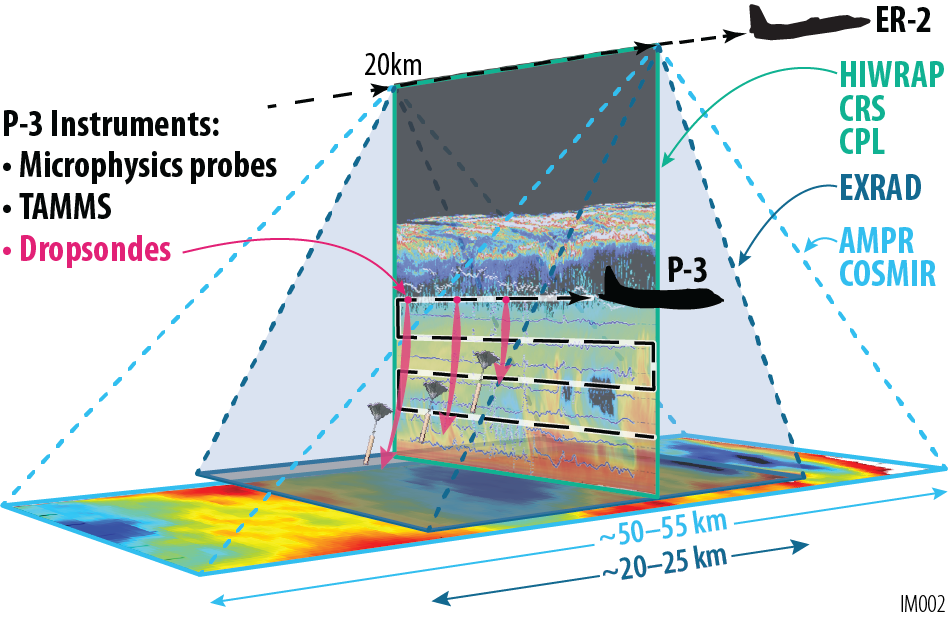 ER-2
20km
HIWRAP
CRS
CPL
P-3 Instruments:
• Microphysics probes
• TAMMS
• Dropsondes
EXRAD
AMPR
COSMIR
P-3
~50–55 km
~20–25 km
IM002